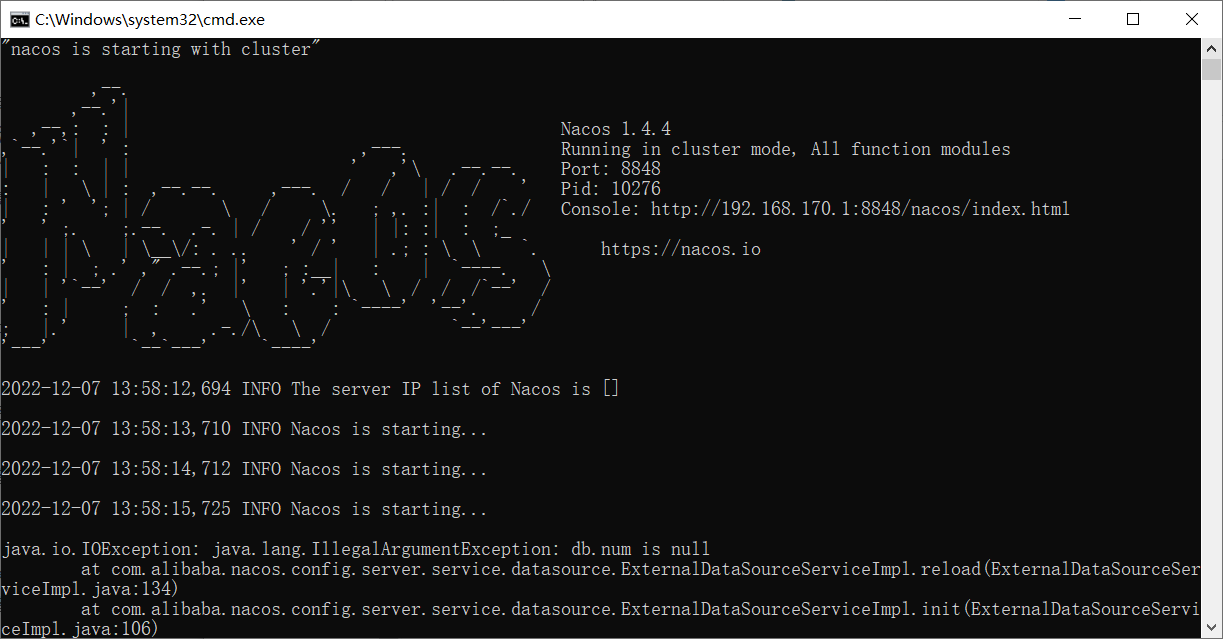 C:\Windows\system32\cmd.exe
"nacos is starting with cluster"
Nacos 1.4.4
Running in cluster mode, All function modules
Port: 8848
Pid: 10276
Console: http://192.168.170.1:8848/nacos/index.html
https://nacos.io
2022-12-07 13:58:12,694 INFO The server IP list of Nacos is []
2022-12-07 13:58:13,710 INFO Nacos is starting...
2022-12-07 13:58:14,712 INFO Nacos is starting...
2022-12-07 13:58:15,725 INFO Nacos is starting...
java.io.IOException: java.lang.IllegalArgumentException: db.num is null
at com.alibaba.nacos.config.server.service.datasource.ExternalDataSourceServiceImpl.reload(ExternalDataSourceSer
viceImpl.java:134)
at com.alibaba.nacos.config.server.service.datasource.ExternalDataSourceServiceImpl.init(ExternalDataSourceServi
ceImpl.java:106)